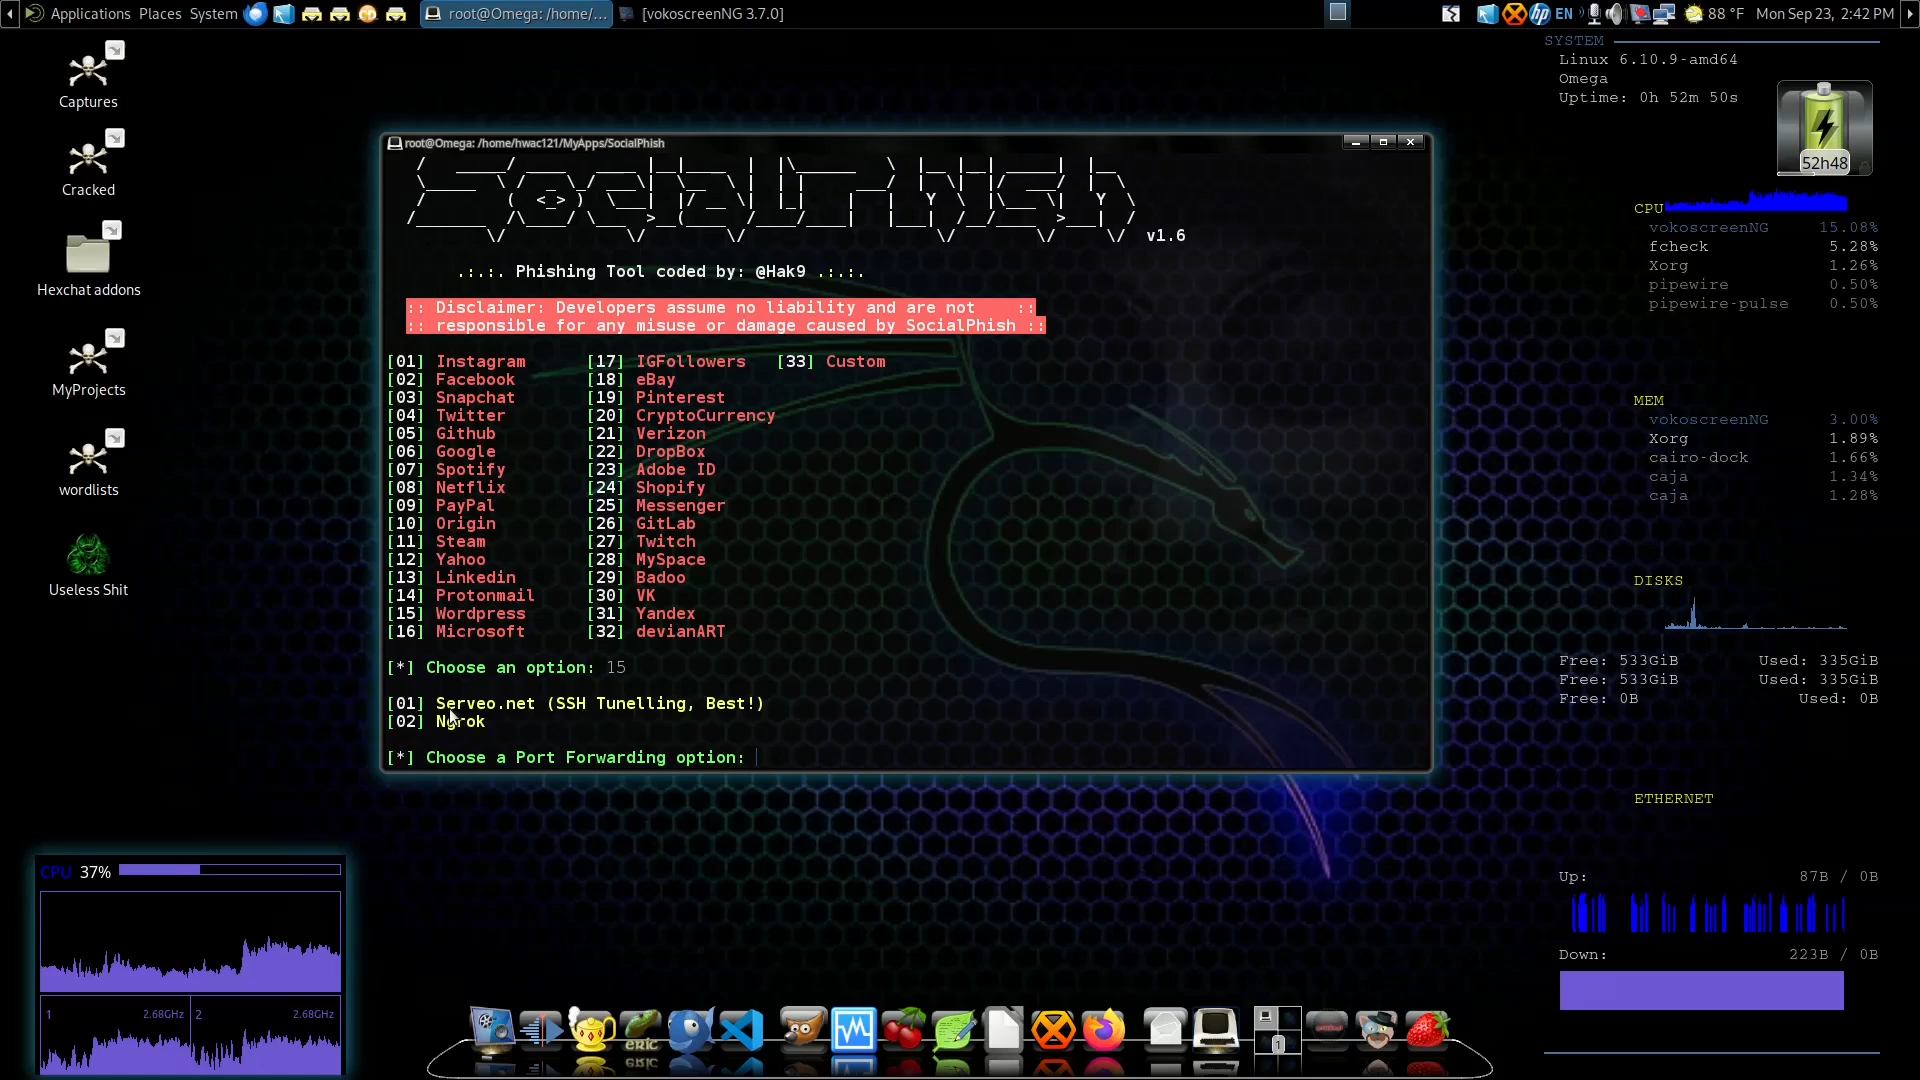 Applications Places System
root@Omega: /home/...
[vokoscreenNG 3.7.0]
EN
88 °F
Mon Sep 23, 2:42 PM
Captures
Cracked
Hexchat addons
MyProjects
wordlists
Useless Shit
root@Omega: /home/hwac121/MyApps/SocialPhish
v1.6
.:.:. Phishing Tool coded by: @Hak9 .:.:.
:: Disclaimer: Developers assume no liability and are not ::
:: responsible for any misuse or damage caused by SocialPhish ::
[01] Instagram [17] IGFollowers [33] Custom
[02] Facebook [18] eBay
[03] Snapchat [19] Pinterest
[04] Twitter [20] CryptoCurrency
[05] Github [21] Verizon
[06] Google [22] DropBox
[07] Spotify [23] Adobe ID
[08] Netflix [24] Shopify
[09] PayPal [25] Messenger
[10] Origin [26] GitLab
[11] Steam [27] Twitch
[12] Yahoo [28] MySpace
[13] Linkedin [29] Badoo
[14] Protonmail [30] VK
[15] Wordpress [31] Yandex
[16] Microsoft [32] devianART
[*] Choose an option: 15
[01] Serveo.net (SSH Tunelling, Best!)
[02] Ngrok
[*] Choose a Port Forwarding option:
SYSTEM
Linux 6.10.9-amd64
Omega
Uptime: 0h 52m 50s
52h48
CPU
vokoscreenNG 15.08%
fcheck 5.28%
Xorg 1.26%
pipewire 0.50%
pipewire-pulse 0.50%
MEM
vokoscreenNG 3.00%
Xorg 1.89%
cairo-dock 1.66%
caja 1.34%
caja 1.28%
DISKS
Free: 533GiB Used: 335GiB
Free: 533GiB Used: 335GiB
Free: 0B Used: 0B
ETHERNET
Up: 87B / 0B
Down: 223B / 0B
CPU 37%
1 2.68GHz 2 2.68GHz
eric
1